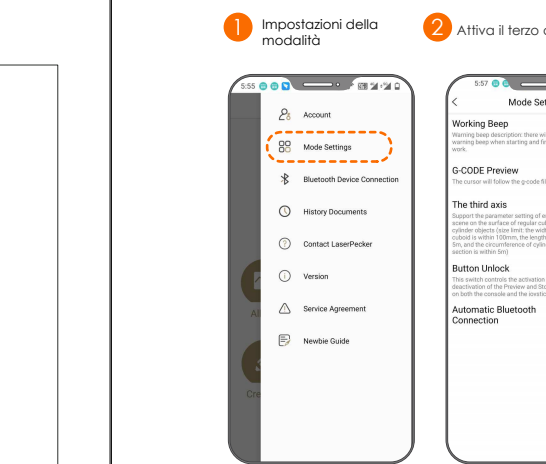 1 Impostazioni della
modalità
2 Attiva il terzo
5:55
Account
Mode Settings
Bluetooth Device Connection
History Documents
Contact LaserPecker
Version
Service Agreement
Newbie Guide
5:57
Mode Set
Working Beep
Warning beep description: there wi
warning beep when starting and fi
work.
G-CODE Preview
The cursor will follow the g-code fi
The third axis
Support the parameter setting of e
scene on the surface of regular cu
cylinder objects (size limit: the wid
cuboid is within 100mm, the length
5m, and the circumference of cylin
section is within 5m)
Button Unlock
This switch controls the activation
deactivation of the Preview and Sto
on both the console and the joystic
Automatic Bluetooth
Connection